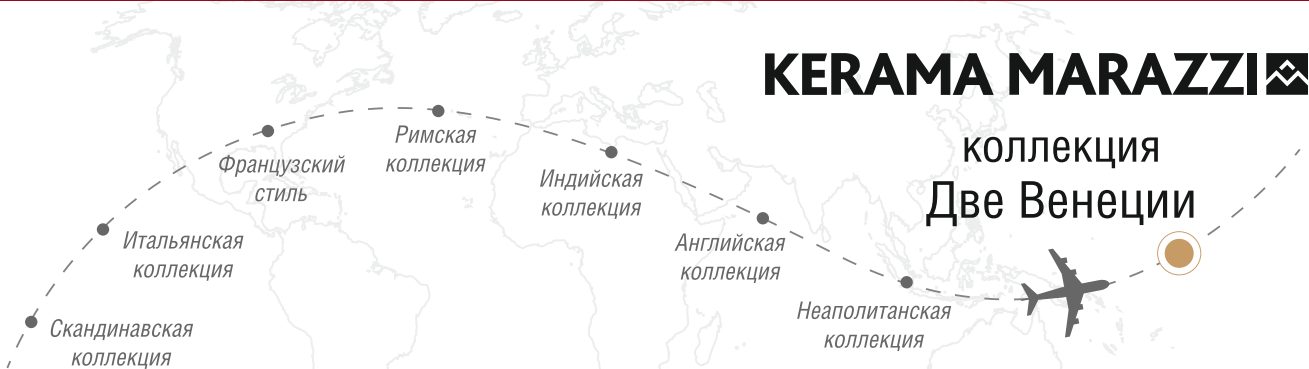 KERAMA MARAZZI
коллекция
Две Венеции
Римская
коллекция
Французский
стиль
Индийская
коллекция
Итальянская
коллекция
Английская
коллекция
Неаполитанская
коллекция
Скандинавская
коллекция